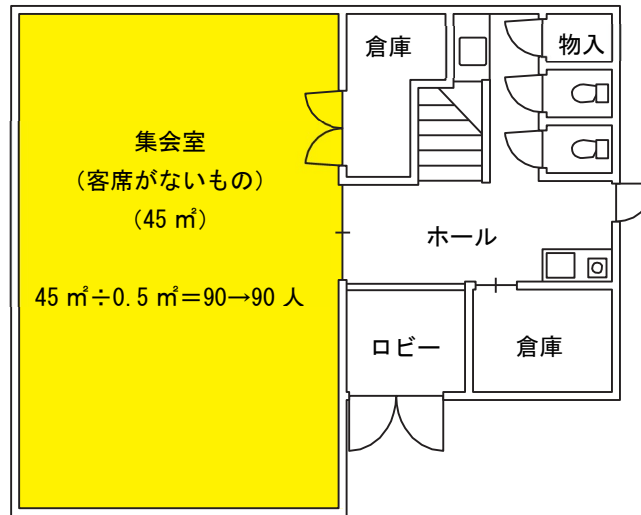 倉庫
物入
集会室
（客席がないもの）
（45 ㎡）
ホール
45 ㎡÷0.5 ㎡＝90→90 人
ロビー
倉庫